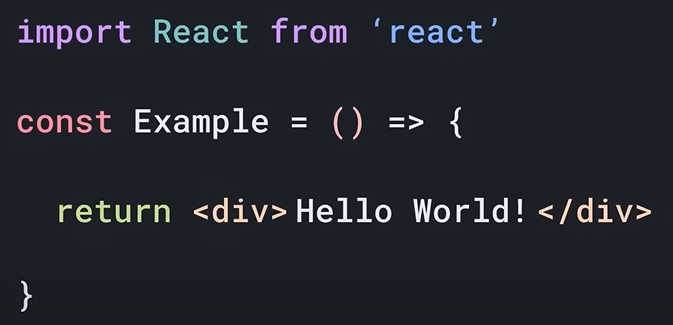 import React from ‘react’
const Example = () => {
return <div>Hello World!</div>
}